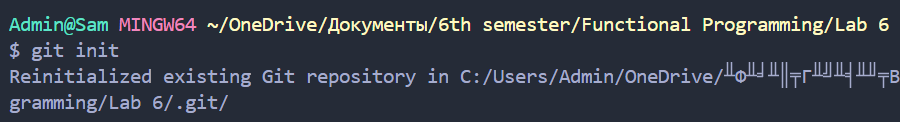 Admin@Sam MINGW64 ~/OneDrive/Документы/6th semester/Functional Programming/Lab 6
$ git init
Reinitialized existing Git repository in C:/Users/Admin/OneDrive/╨Ф╨╛╨║╤Г╨╝╨╡╨╜╤В
gramming/Lab 6/.git/